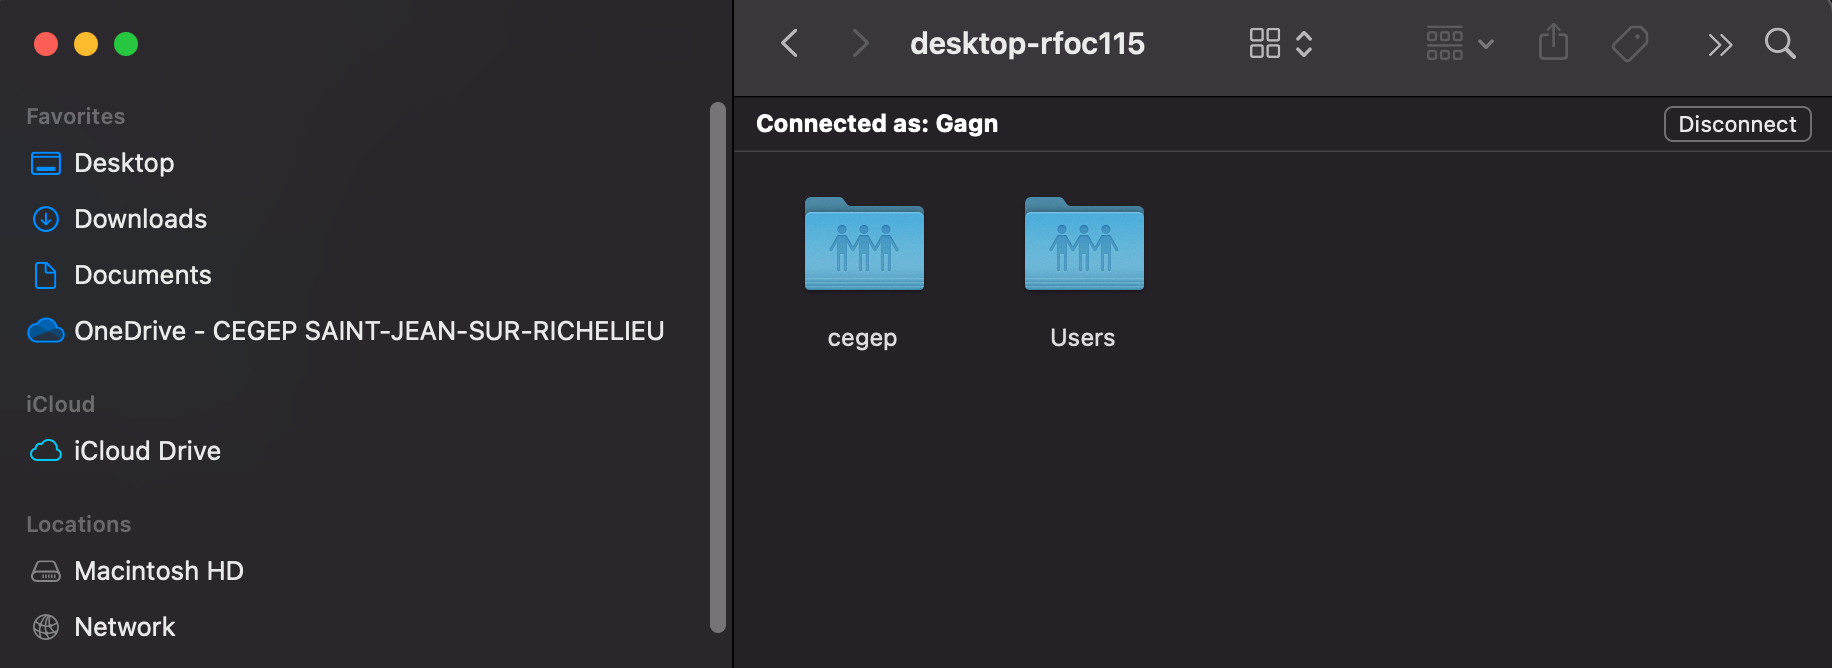 Favorites
Desktop
Downloads
Documents
OneDrive - CEGEP SAINT-JEAN-SUR-RICHELIEU
iCloud
iCloud Drive
Locations
Macintosh HD
Network
desktop-rfoc115
Connected as: Gagn
Disconnect
cegep
Users